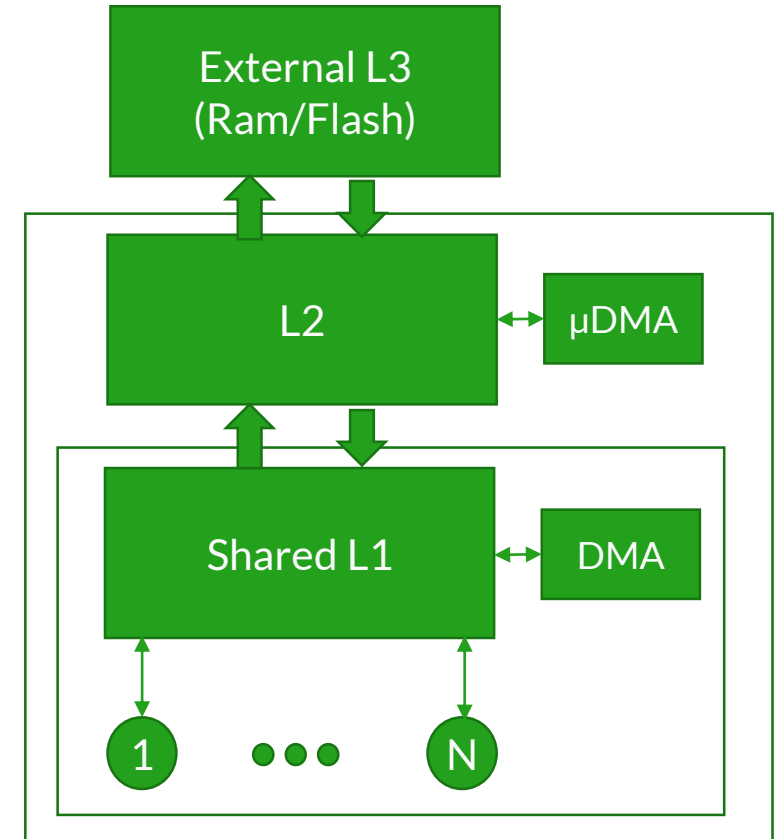 External L3
(Ram/Flash)
L2
µDMA
Shared L1
DMA
1
N